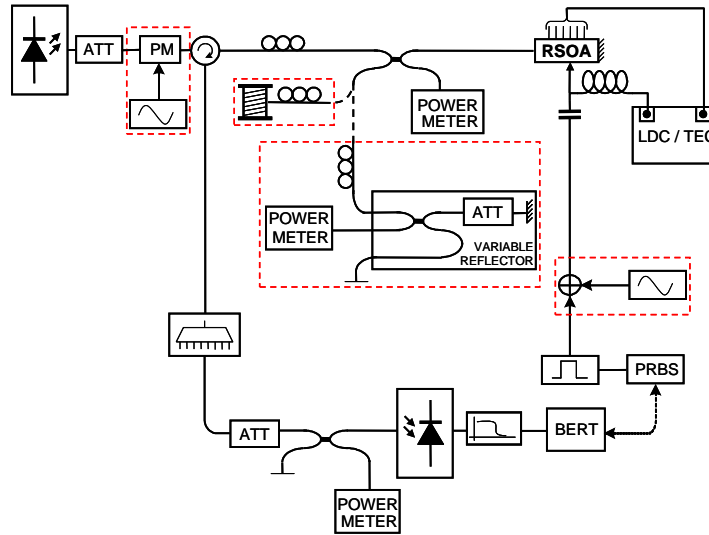 ATT
PM
RSOA
POWER
METER
LDC / TEC
POWER
METER
ATT
VARIABLE
REFLECTOR
PRBS
ATT
BERT
POWER
METER